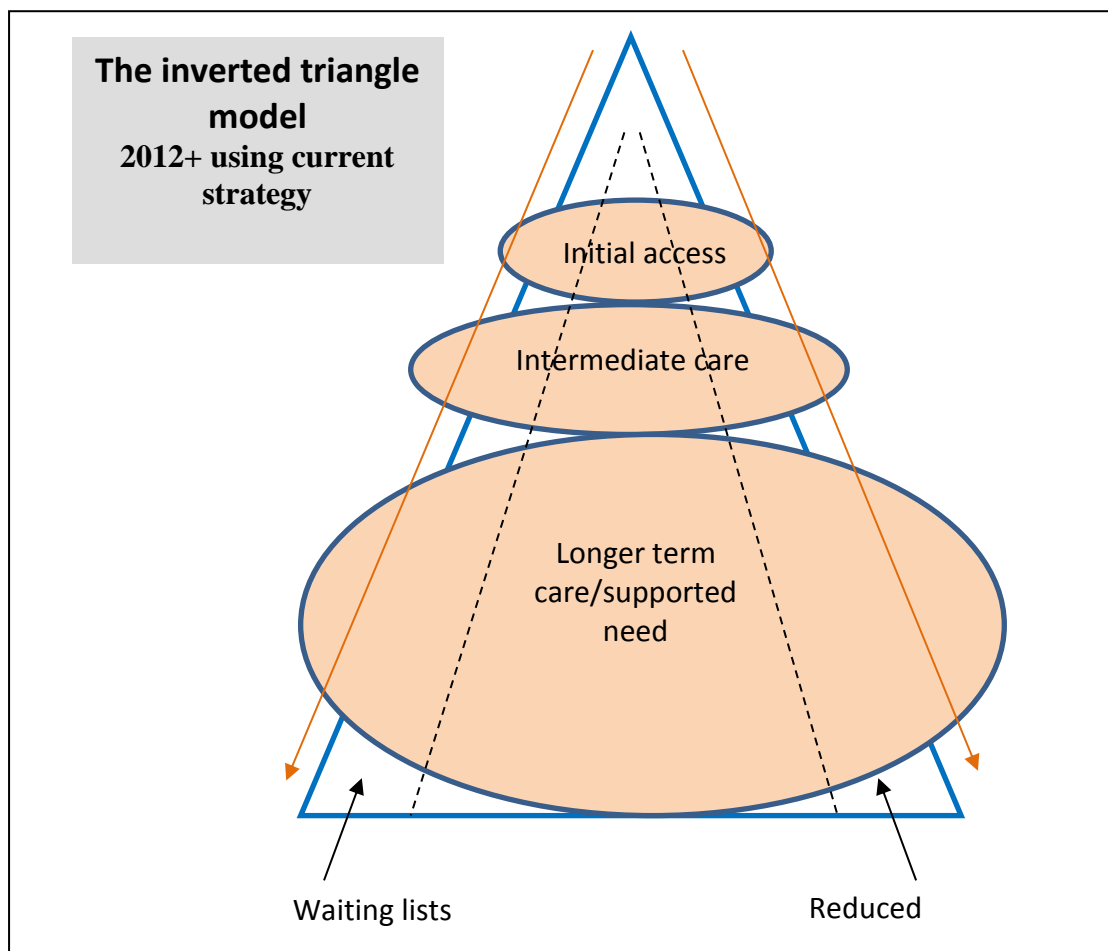 The inverted triangle
model
2012+ using current
strategy
Initial access
Intermediate care
Longer term
care/supported
need
Waiting lists
Reduced